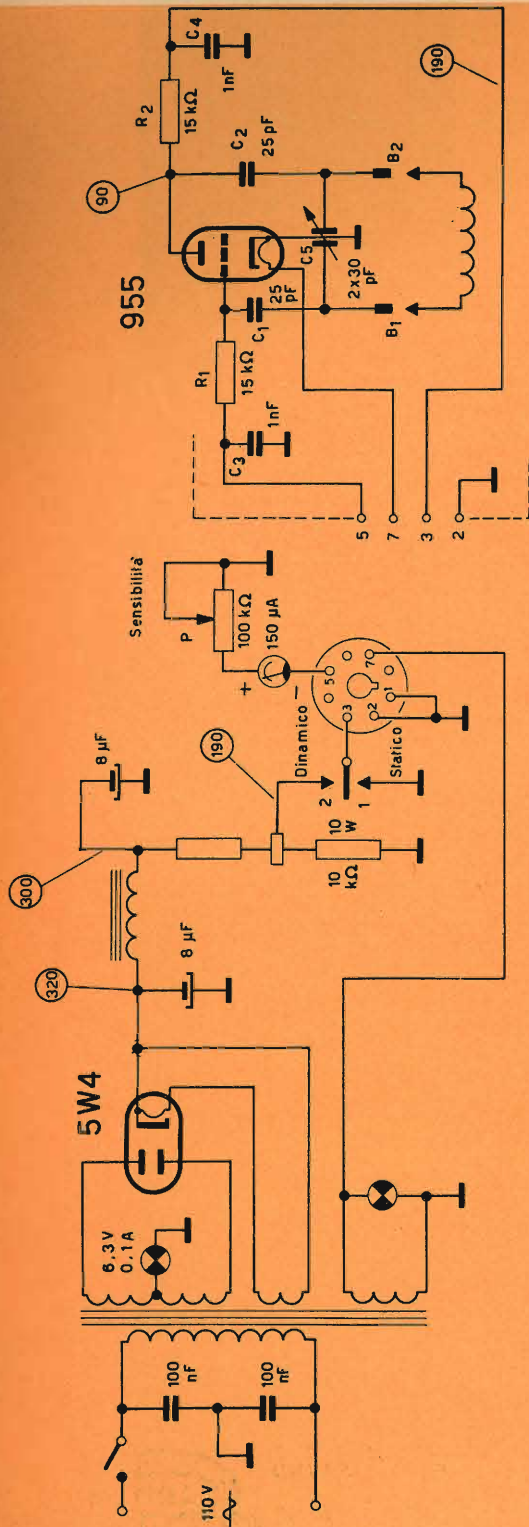 110 V
100
nF
100
nF
6,3V
0,1A
5W4
320
8 µF
300
8 µF
190
10
kΩ
10
W
2
1
Dinamico
Statico
Sensibilità
P
100 kΩ
150 µA
+
−
3
5
2
1
7
5
7
3
2
C3
1nF
R1
15 kΩ
C1
25
pF
955
90
C5
2x30
pF
B1
B2
C2
25 pF
R2
15 kΩ
C4
1nF
190